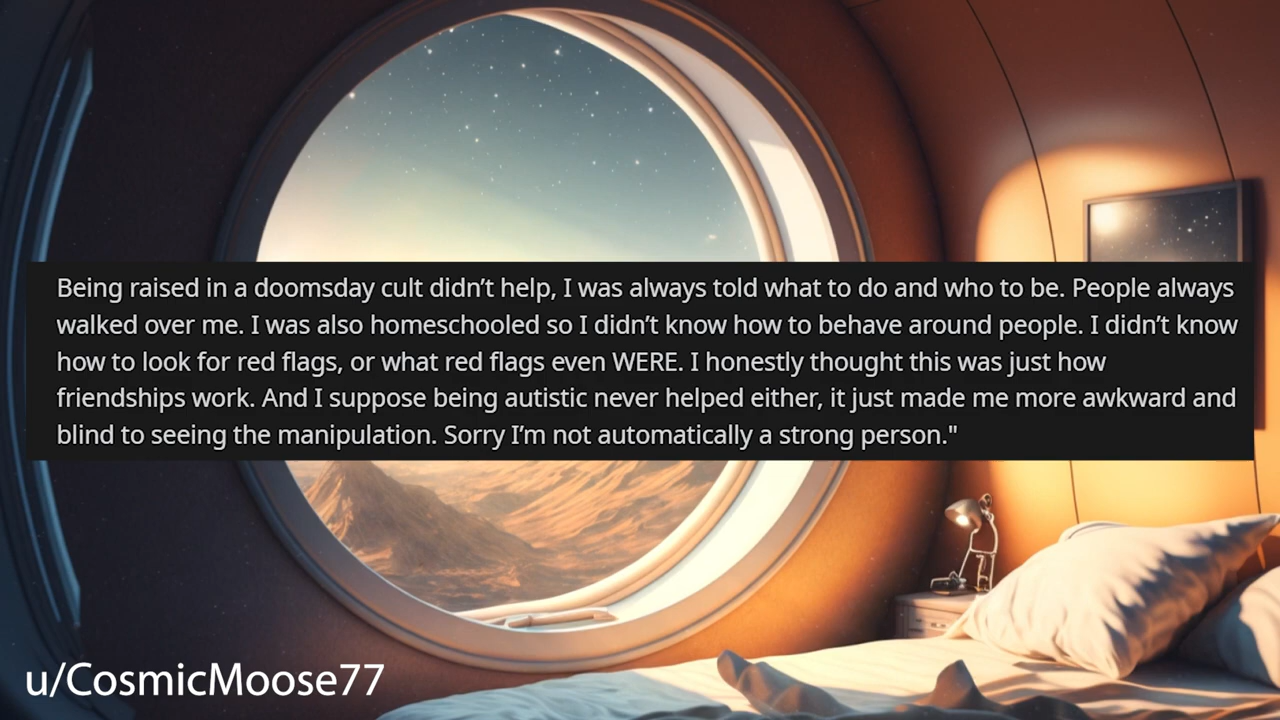 Being raised in a doomsday cult didn’t help, I was always told what to do and who to be. People always
walked over me. I was also homeschooled so I didn’t know how to behave around people. I didn’t know
how to look for red flags, or what red flags even WERE. I honestly thought this was just how
friendships work. And I suppose being autistic never helped either, it just made me more awkward and
blind to seeing the manipulation. Sorry I’m not automatically a strong person."
u/CosmicMoose77